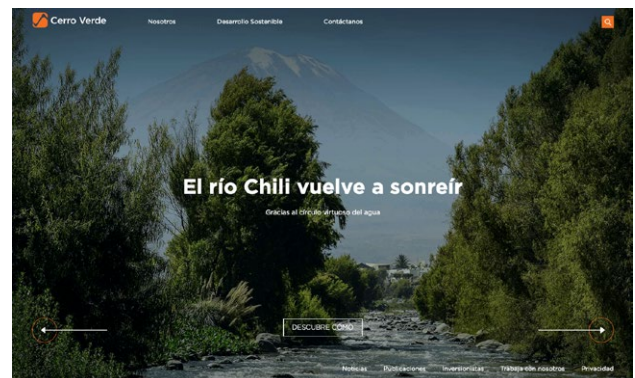 Cerro Verde
Nosotros Desarrollo Sostenible Contáctanos
El río Chili vuelve a sonreír
Gracias al círculo virtuoso del agua
DESCUBRE CÓMO
Noticias Publicaciones Inversionistas Trabaja con nosotros Privacidad